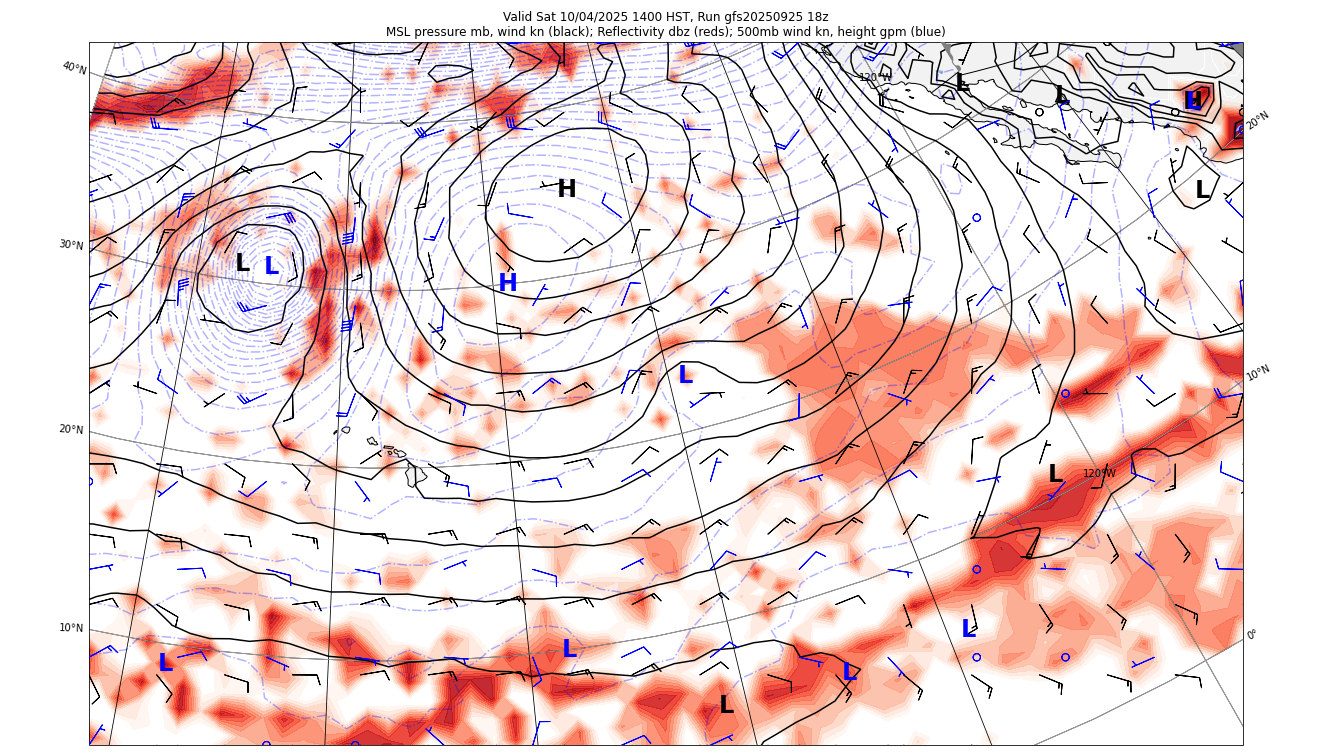 Valid Sat 10/04/2025 1400 HST, Run gfs20250925 18z
MSL pressure mb, wind kn (black); Reflectivity dbz (reds); 500mb wind kn, height gpm (blue)
40°N
120°W
L
L
H
L
20°N
H
L
30°N
L
L
H
L
10°N
20°N
L
120°W
10°N
L
0°
L
L
L
L